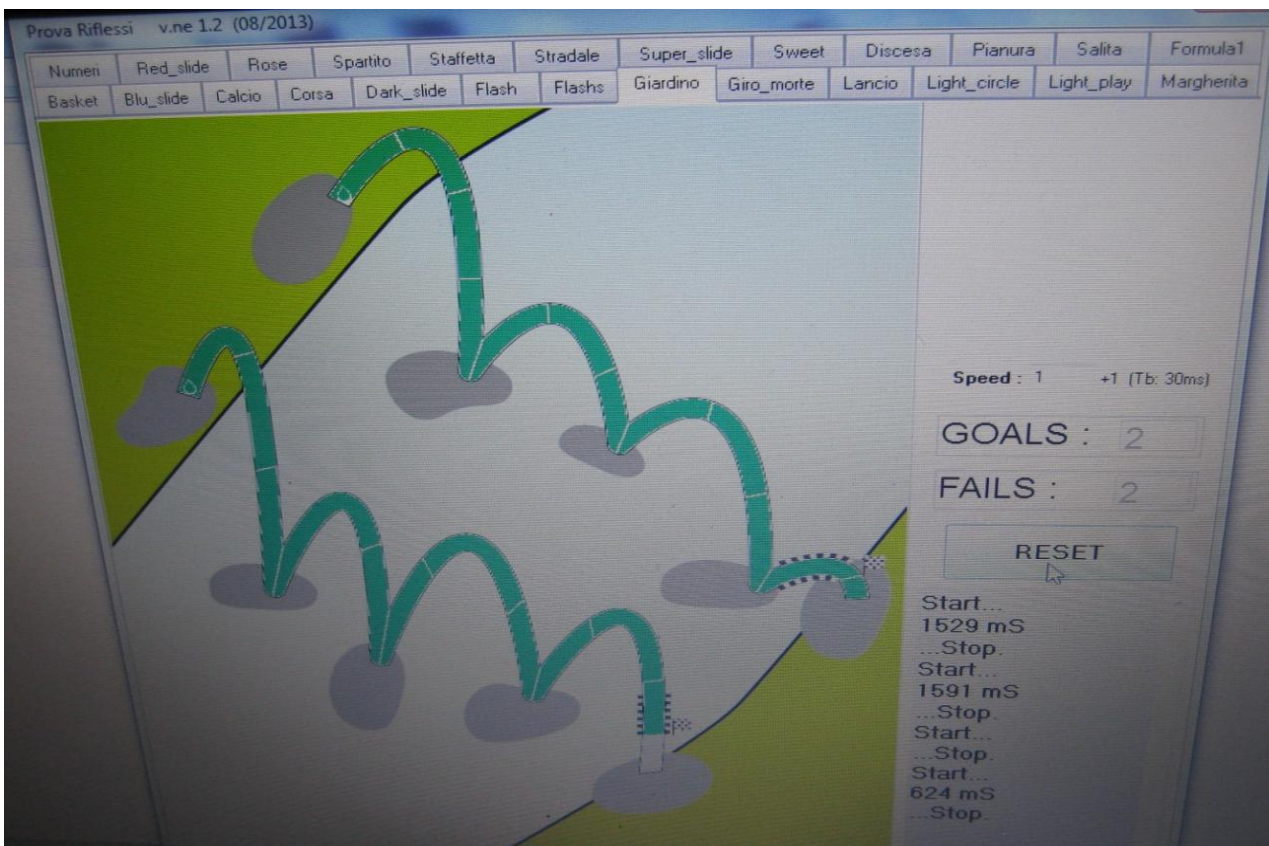 Prova Riflessi v.ne 1.2 (08/2013)
Numeri Red_slide Rose Spartito Staffetta Stradale Super_slide Sweet Discesa Pianura Salita Formula1
Basket Blu_slide Calcio Corsa Dark_slide Flash Flashs Giardino Giro_morte Lancio Light_circle Light_play Margherita
Speed : 1 +1 (Tb: 30ms)
GOALS : 2
FAILS : 2
RESET
Start...
1529 mS
...Stop.
Start...
1591 mS
...Stop.
Start...
...Stop.
Start...
624 mS
...Stop.